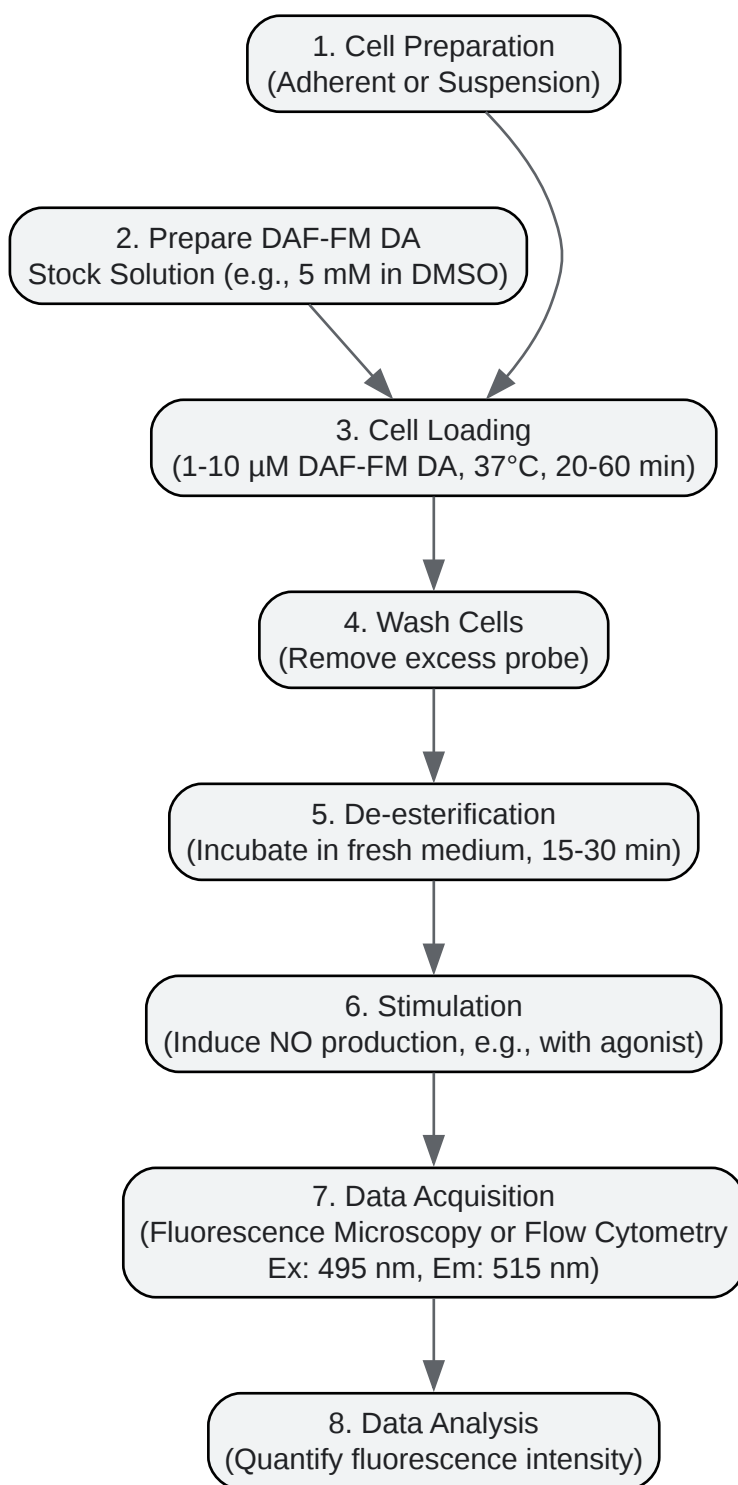 1. Cell Preparation
(Adherent or Suspension)
2. Prepare DAF-FM DA
Stock Solution (e.g., 5 mM in DMSO)
3. Cell Loading
(1-10 µM DAF-FM DA, 37°C, 20-60 min)
4. Wash Cells
(Remove excess probe)
5. De-esterification
(Incubate in fresh medium, 15-30 min)
6. Stimulation
(Induce NO production, e.g., with agonist)
7. Data Acquisition
(Fluorescence Microscopy or Flow Cytometry
Ex: 495 nm, Em: 515 nm)
8. Data Analysis
(Quantify fluorescence intensity)